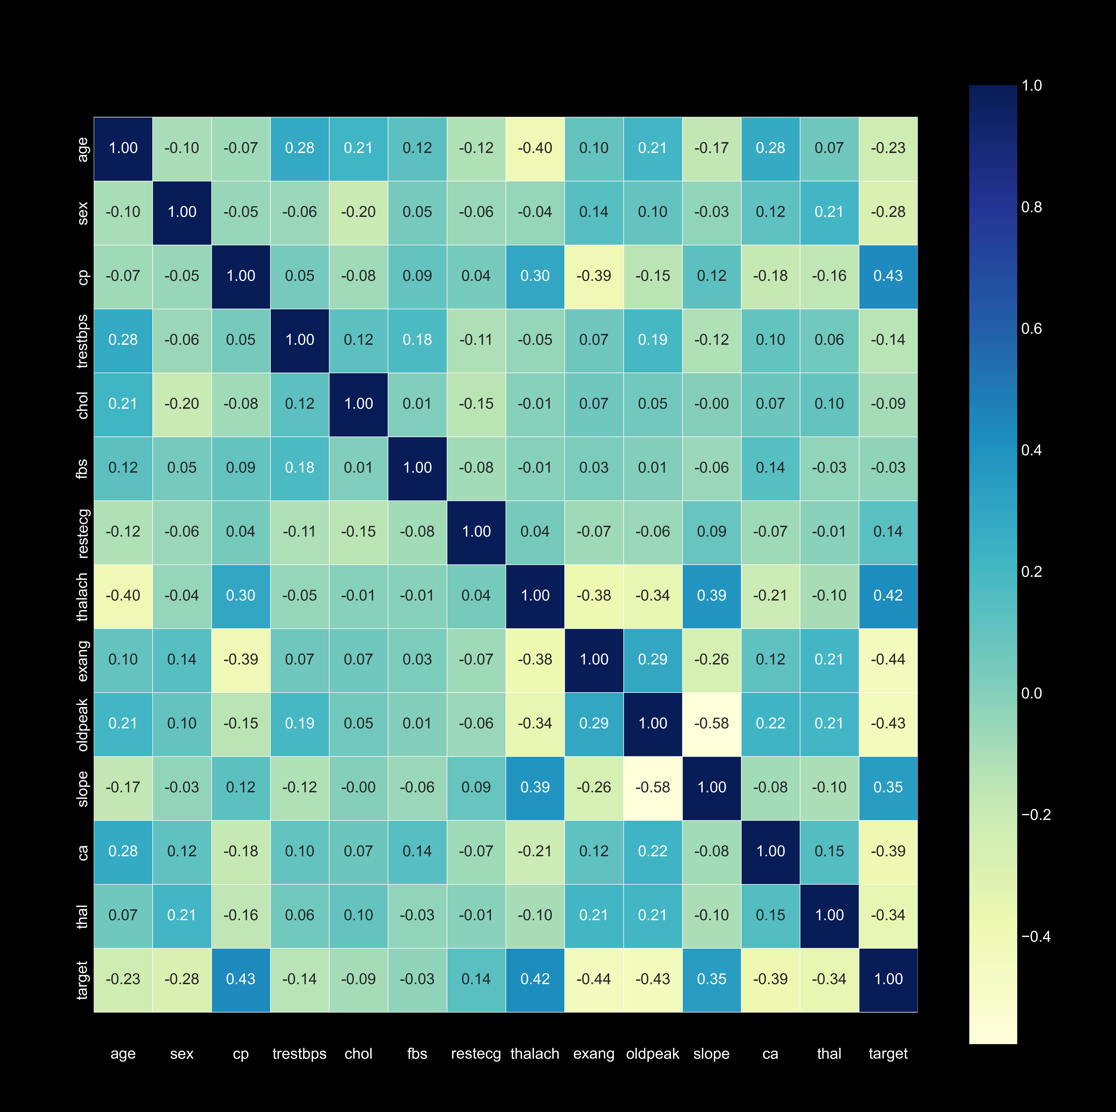 1.0
age 1.00 -0.10 -0.07 0.28 0.21 0.12 -0.12 -0.40 0.10 0.21 -0.17 0.28 0.07 -0.23
sex -0.10 1.00 -0.05 -0.06 -0.20 0.05 -0.06 -0.04 0.14 0.10 -0.03 0.12 0.21 -0.28
0.8
cp -0.07 -0.05 1.00 0.05 -0.08 0.09 0.04 0.30 -0.39 -0.15 0.12 -0.18 -0.16 0.43
0.6
trestbps 0.28 -0.06 0.05 1.00 0.12 0.18 -0.11 -0.05 0.07 0.19 -0.12 0.10 0.06 -0.14
chol 0.21 -0.20 -0.08 0.12 1.00 0.01 -0.15 -0.01 0.07 0.05 -0.00 0.07 0.10 -0.09
0.4
fbs 0.12 0.05 0.09 0.18 0.01 1.00 -0.08 -0.01 0.03 0.01 -0.06 0.14 -0.03 -0.03
restecg -0.12 -0.06 0.04 -0.11 -0.15 -0.08 1.00 0.04 -0.07 -0.06 0.09 -0.07 -0.01 0.14
0.2
thalach -0.40 -0.04 0.30 -0.05 -0.01 -0.01 0.04 1.00 -0.38 -0.34 0.39 -0.21 -0.10 0.42
exang 0.10 0.14 -0.39 0.07 0.07 0.03 -0.07 -0.38 1.00 0.29 -0.26 0.12 0.21 -0.44
0.0
oldpeak 0.21 0.10 -0.15 0.19 0.05 0.01 -0.06 -0.34 0.29 1.00 -0.58 0.22 0.21 -0.43
slope -0.17 -0.03 0.12 -0.12 -0.00 -0.06 0.09 0.39 -0.26 -0.58 1.00 -0.08 -0.10 0.35
−0.2
ca 0.28 0.12 -0.18 0.10 0.07 0.14 -0.07 -0.21 0.12 0.22 -0.08 1.00 0.15 -0.39
thal 0.07 0.21 -0.16 0.06 0.10 -0.03 -0.01 -0.10 0.21 0.21 -0.10 0.15 1.00 -0.34
−0.4
target -0.23 -0.28 0.43 -0.14 -0.09 -0.03 0.14 0.42 -0.44 -0.43 0.35 -0.39 -0.34 1.00
age sex cp trestbps chol fbs restecg thalach exang oldpeak slope ca thal target